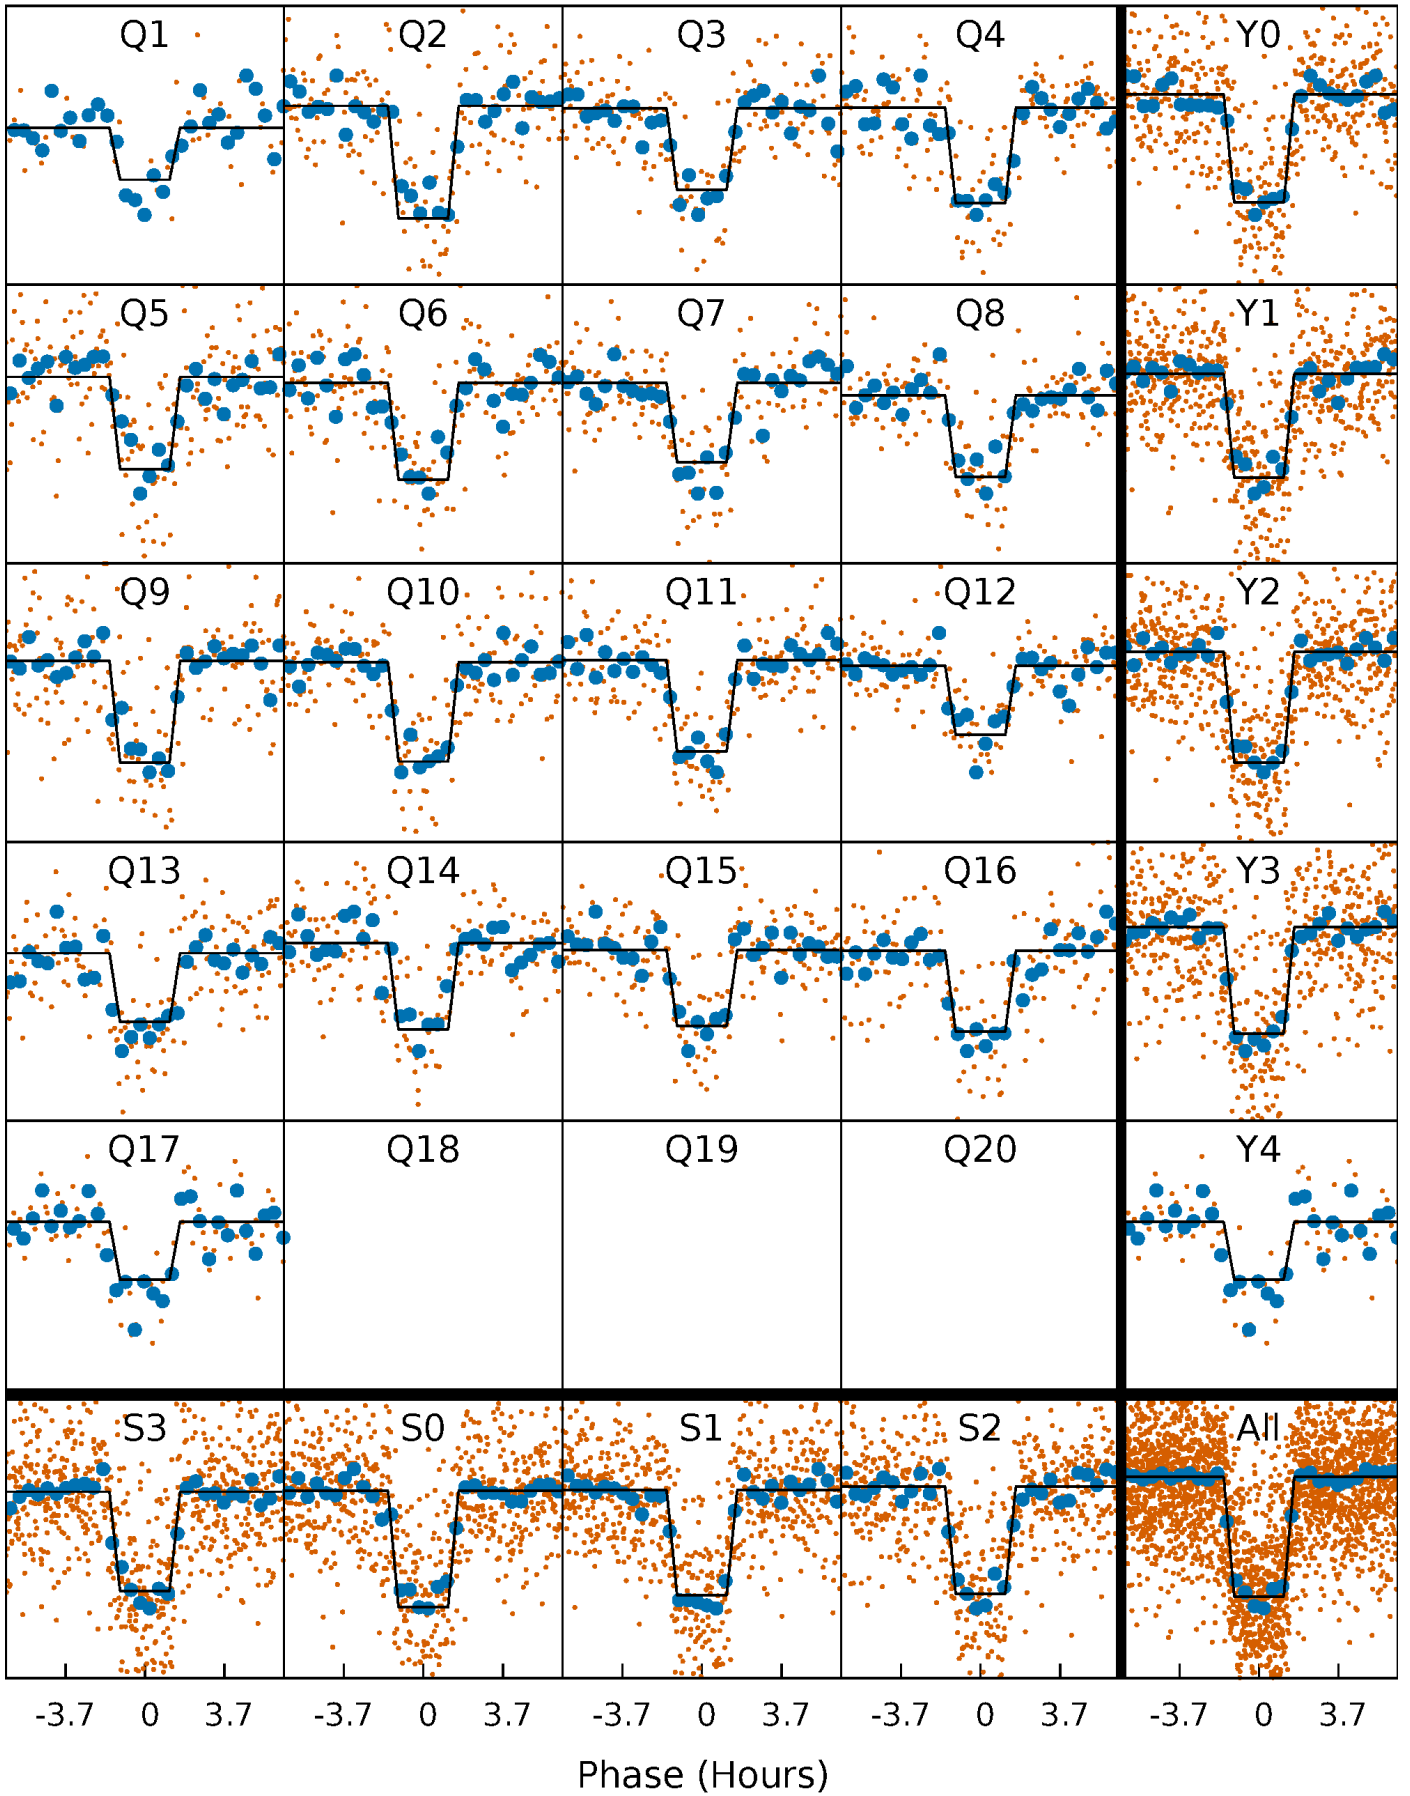 Q1 Q2 Q3 Q4 Y0
Q5 Q6 Q7 Q8 Y1
Q9 Q10 Q11 Q12 Y2
Q13 Q14 Q15 Q16 Y3
Q17 Q18 Q19 Q20 Y4
S3 S0 S1 S2 All
-3.7 0 3.7 -3.7 0 3.7 -3.7 0 3.7 -3.7 0 3.7 -3.7 0 3.7
Phase (Hours)